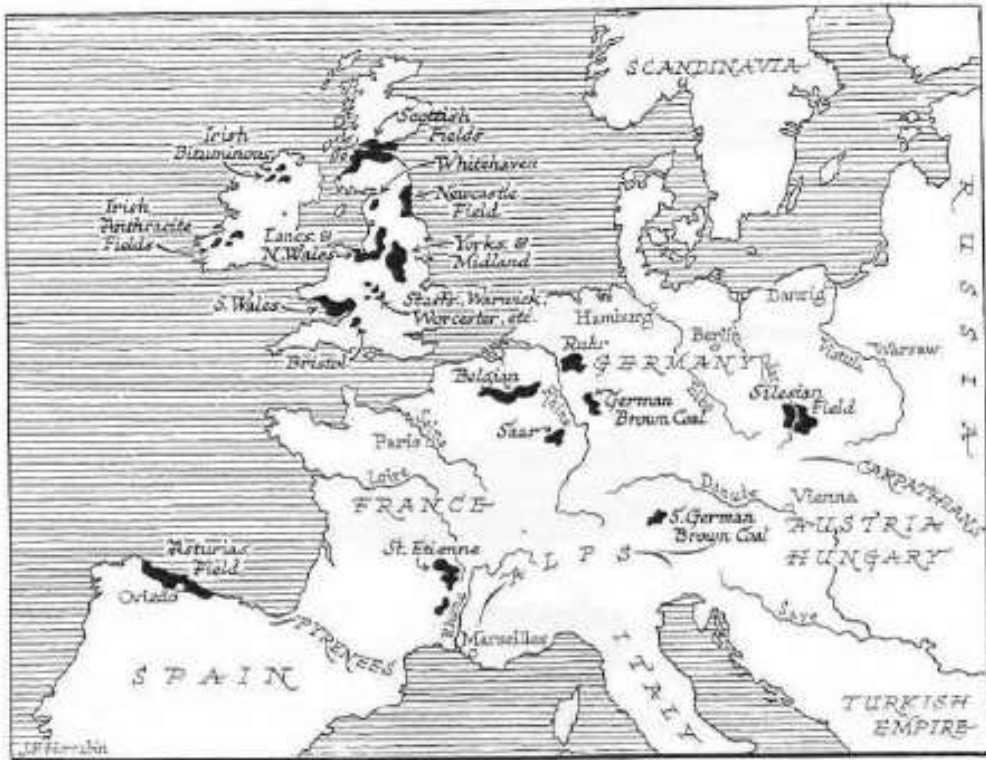 SCANDINAVIA
Scottish
Fields
Irish
Bituminous
Whitehaven
Newcastle
Field
Irish
Anthracite
Fields
Lancs. &
N. Wales
Yorks. &
Midland
S. Wales
Staffs., Warwick,
Worcester, etc.
Bristol
Hamburg
Danzig
Berlin
Vistula
Warsaw
RUSSIA
Ruhr
GERMANY
Belgian
Elbe
Silesian
Field
German
Brown Coal
Rhine
Seine
Saar
Paris
Loire
FRANCE
Danube
Vienna
CARPATHIANS
S. German
Brown Coal
AUSTRIA
HUNGARY
Asturias
Field
St. Etienne
ALPS
Oviedo
Rhone
Save
Marseilles
PYRENEES
SPAIN
ITALY
TURKISH
EMPIRE
J.F. Horrabin